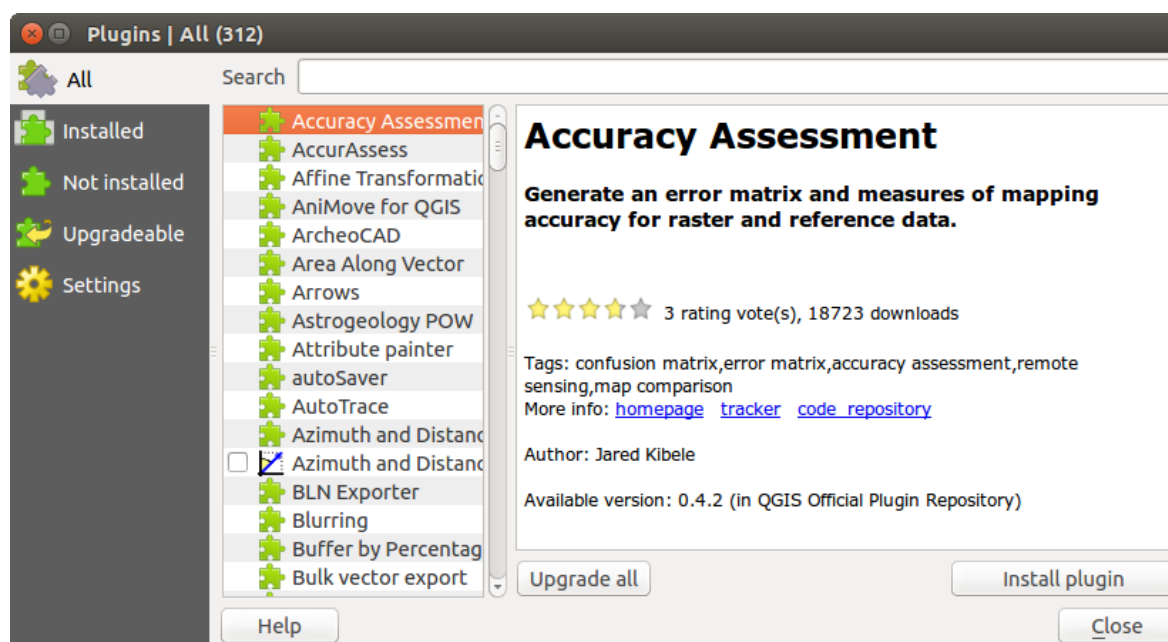 Plugins | All (312)
All
Search
Installed
Not installed
Upgradeable
Settings
Accuracy Assessmen
AccurAssess
Affine Transformatic
AniMove for QGIS
ArcheoCAD
Area Along Vector
Arrows
Astrogeology POW
Attribute painter
autoSaver
AutoTrace
Azimuth and Distanc
Azimuth and Distanc
BLN Exporter
Blurring
Buffer by Percentag
Bulk vector export
Accuracy Assessment
Generate an error matrix and measures of mapping
accuracy for raster and reference data.
3 rating vote(s), 18723 downloads
Tags: confusion matrix,error matrix,accuracy assessment,remote
sensing,map comparison
More info: homepage tracker code repository
Author: Jared Kibele
Available version: 0.4.2 (in QGIS Official Plugin Repository)
Upgrade all
Install plugin
Help
Close